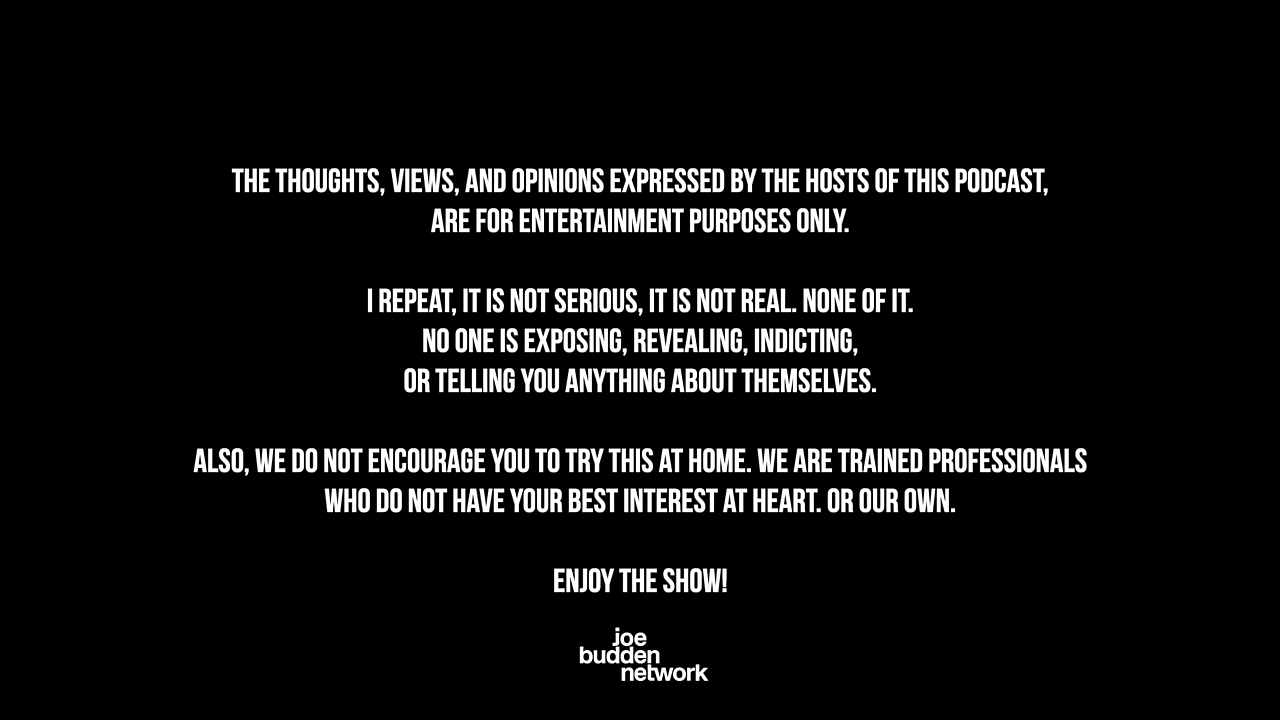 THE THOUGHTS, VIEWS, AND OPINIONS EXPRESSED BY THE HOSTS OF THIS PODCAST,
ARE FOR ENTERTAINMENT PURPOSES ONLY.
I REPEAT, IT IS NOT SERIOUS, IT IS NOT REAL. NONE OF IT.
NO ONE IS EXPOSING, REVEALING, INDICTING,
OR TELLING YOU ANYTHING ABOUT THEMSELVES.
ALSO, WE DO NOT ENCOURAGE YOU TO TRY THIS AT HOME. WE ARE TRAINED PROFESSIONALS
WHO DO NOT HAVE YOUR BEST INTEREST AT HEART. OR OUR OWN.
ENJOY THE SHOW!
joe
budden
network